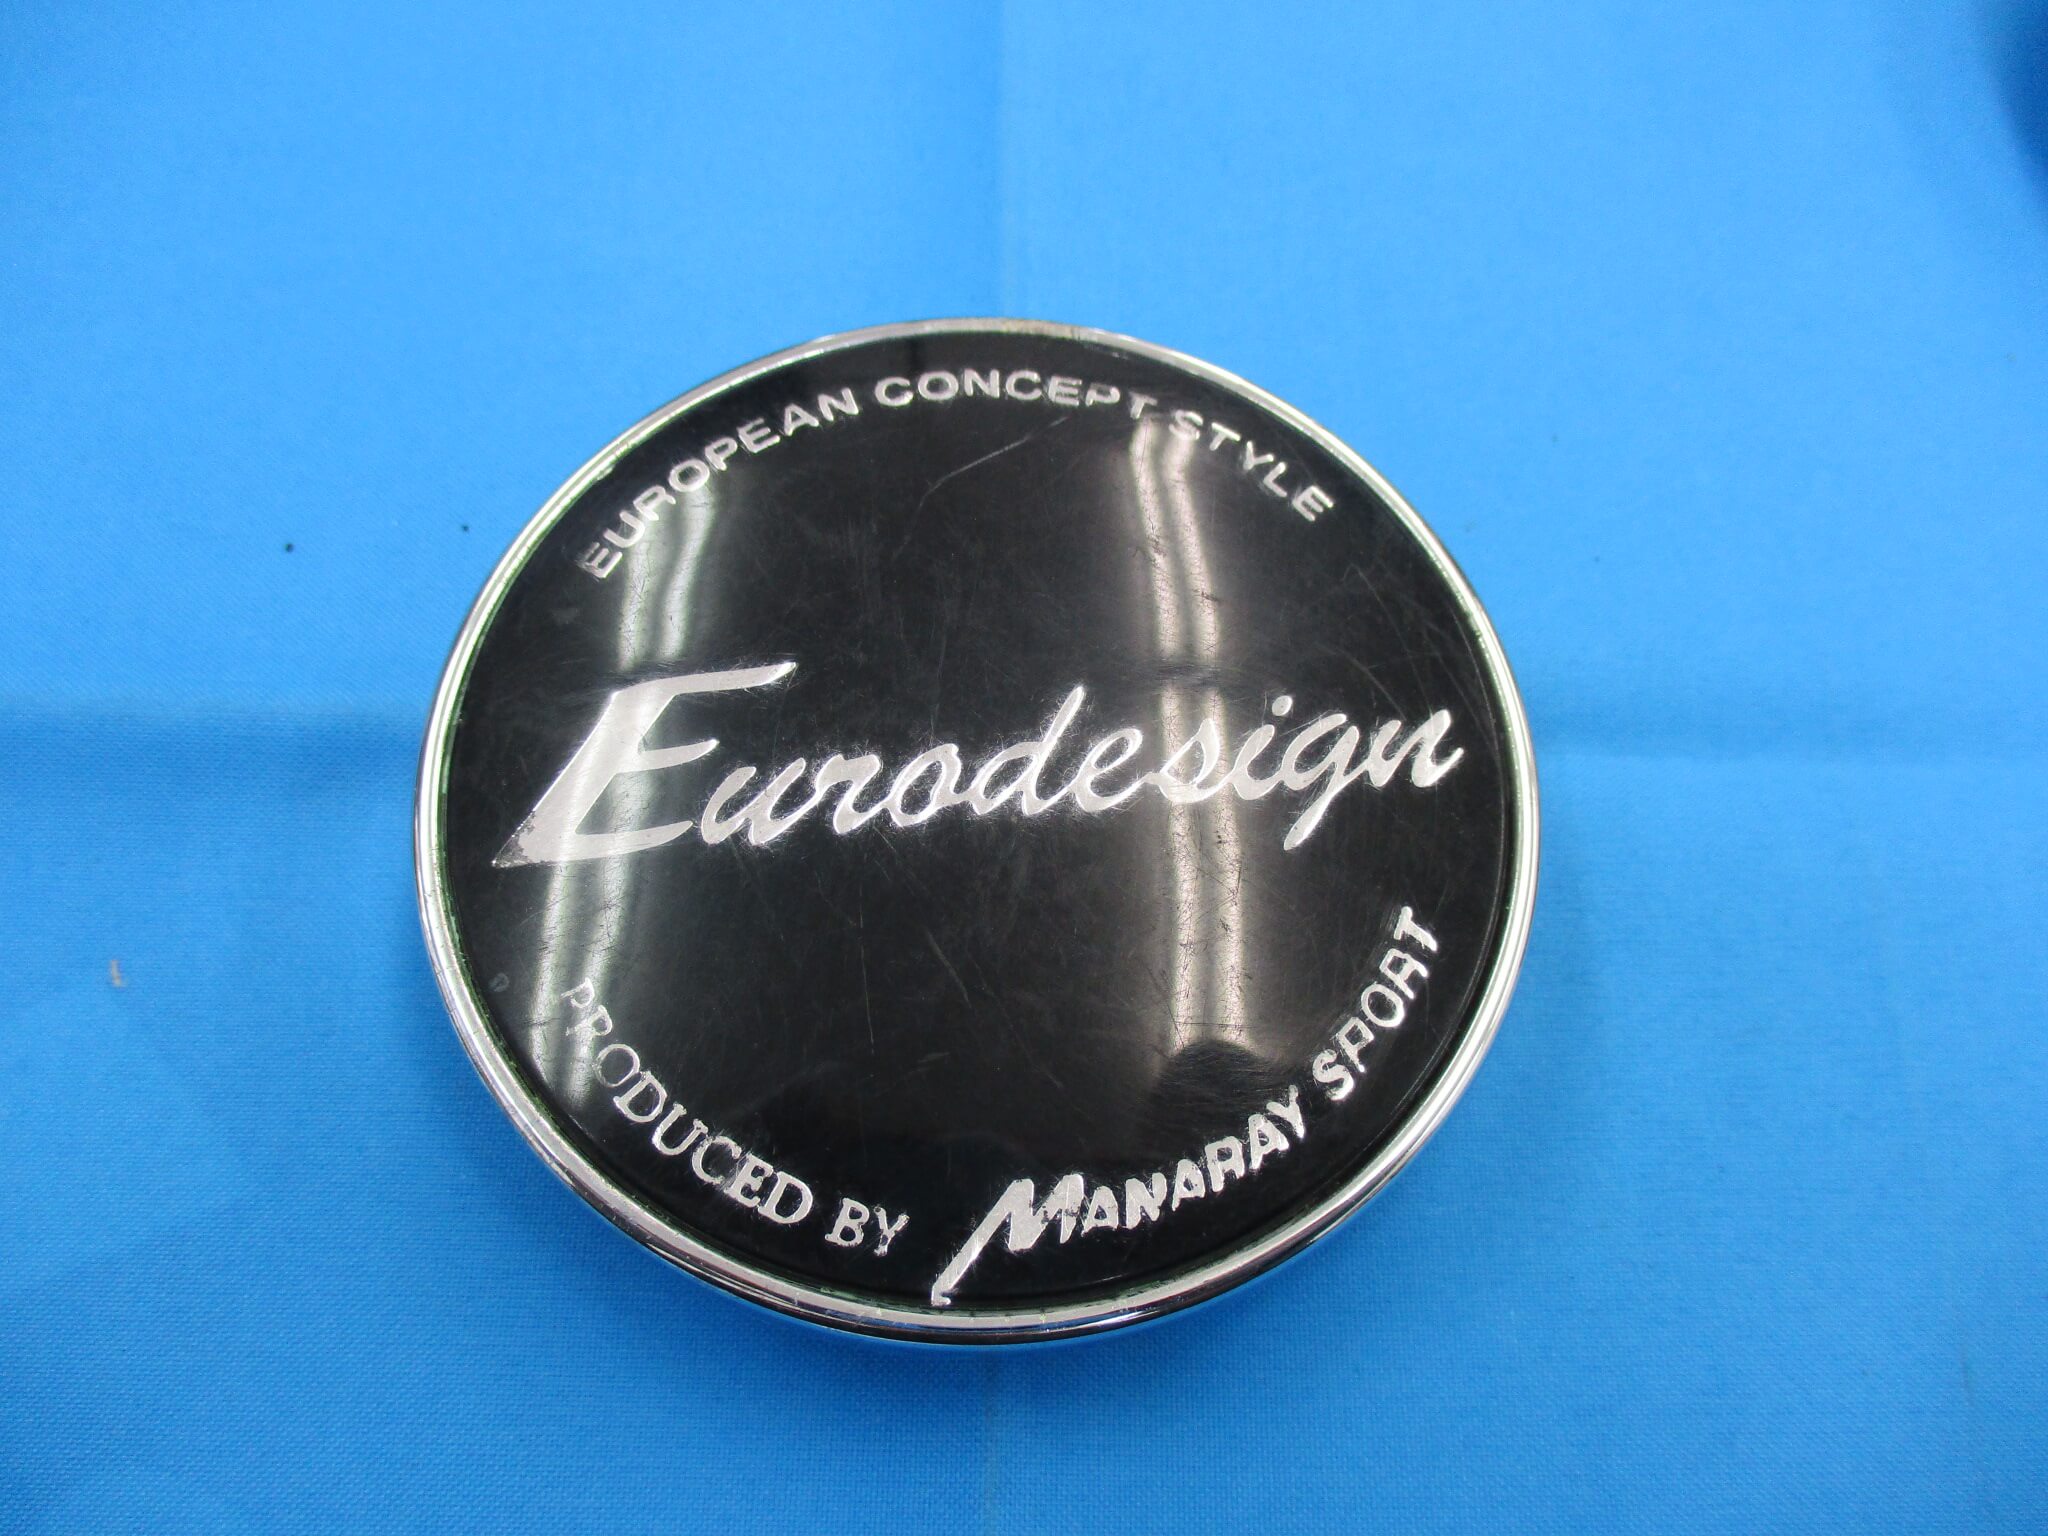 EUROPEAN CONCEPT STYLE
Eurodesign
PRODUCED BY MANARAY SPORT